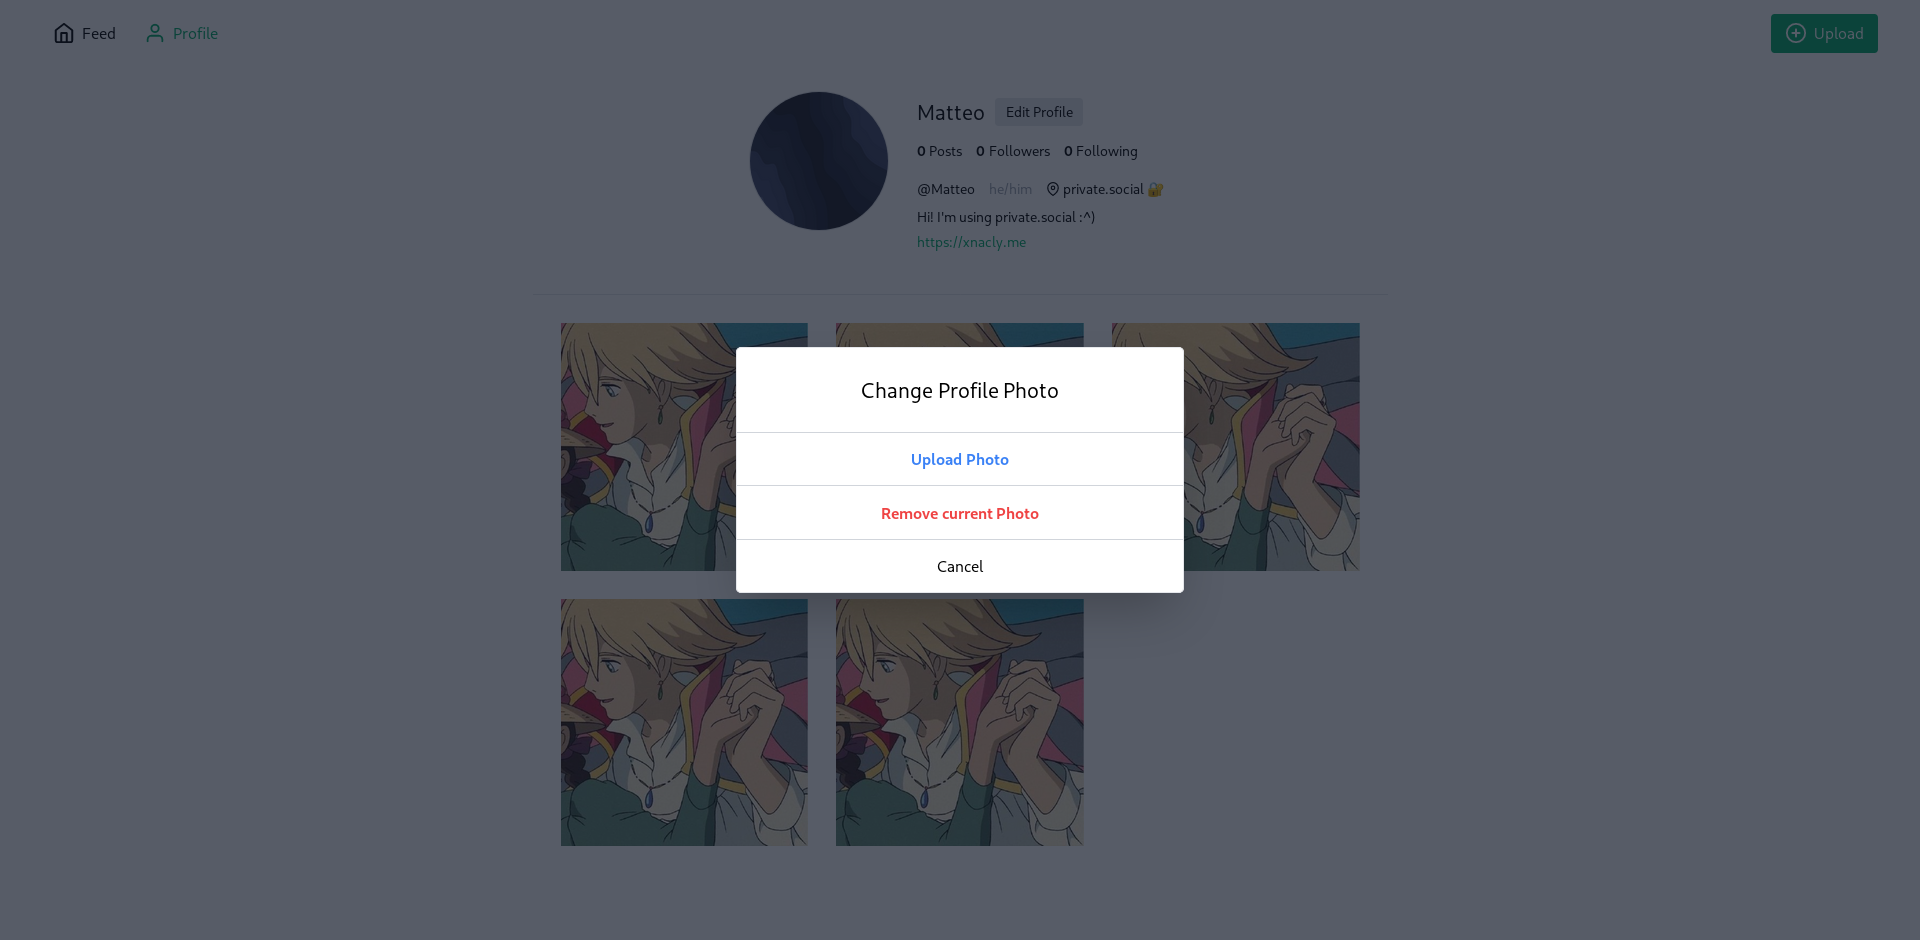 Feed Profile Upload
Matteo Edit Profile
0 Posts 0 Followers 0 Following
@Matteo he/him private.social 🔐
Hi! I'm using private.social :^)
https://xnacly.me
Change Profile Photo
Upload Photo
Remove current Photo
Cancel